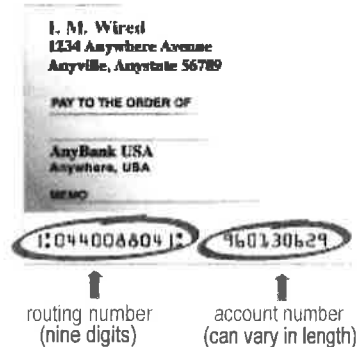 I. M. Wired
1234 Anywhere Avenue
Anyville, Anystate 56789
PAY TO THE ORDER OF
AnyBank USA
Anywhere, USA
MEMO
⑆044008804⑆ 960130629
routing number account number
(nine digits) (can vary in length)